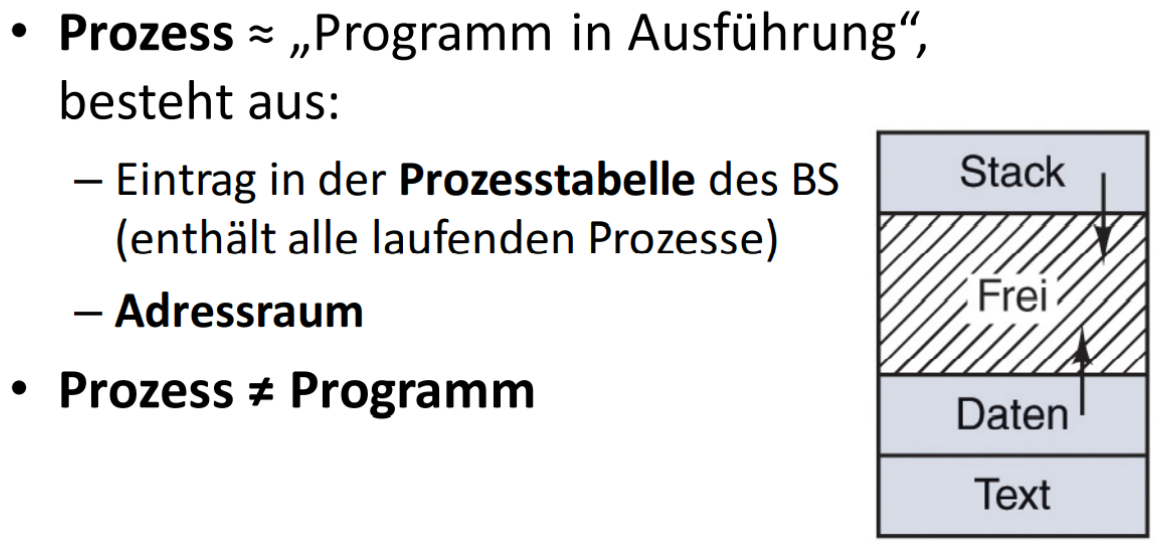 • Prozess ≈ „Programm in Ausführung“,
besteht aus:
– Eintrag in der Prozesstabelle des BS
(enthält alle laufenden Prozesse)
– Adressraum
• Prozess ≠ Programm
Stack
Frei
Daten
Text